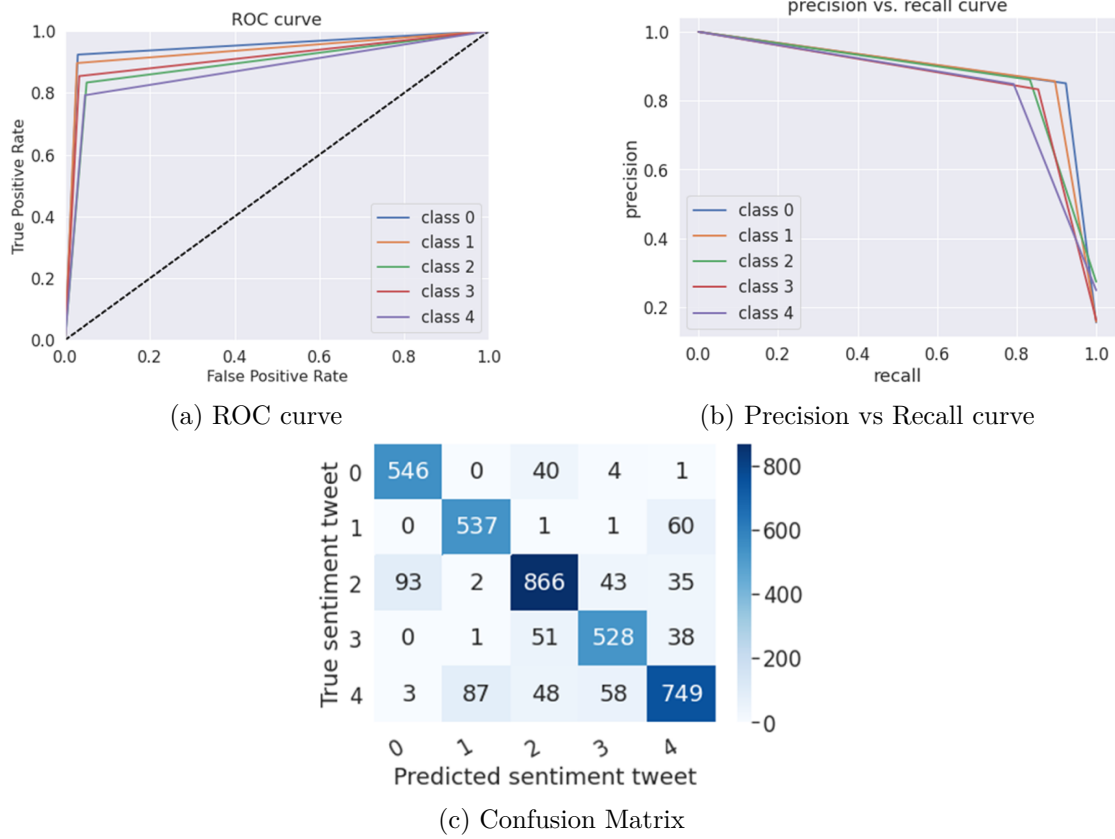 ROC curve
True Positive Rate
1.0
0.8
0.6
0.4
0.2
0.0
0.0 0.2 0.4 0.6 0.8 1.0
False Positive Rate
class 0
class 1
class 2
class 3
class 4
(a) ROC curve
precision vs. recall curve
precision
1.0
0.8
0.6
0.4
0.2
0.0 0.2 0.4 0.6 0.8 1.0
recall
class 0
class 1
class 2
class 3
class 4
(b) Precision vs Recall curve
True sentiment tweet
0 546 0 40 4 1
1 0 537 1 1 60
2 93 2 866 43 35
3 0 1 51 528 38
4 3 87 48 58 749
0 1 2 3 4
Predicted sentiment tweet
800
600
400
200
0
(c) Confusion Matrix